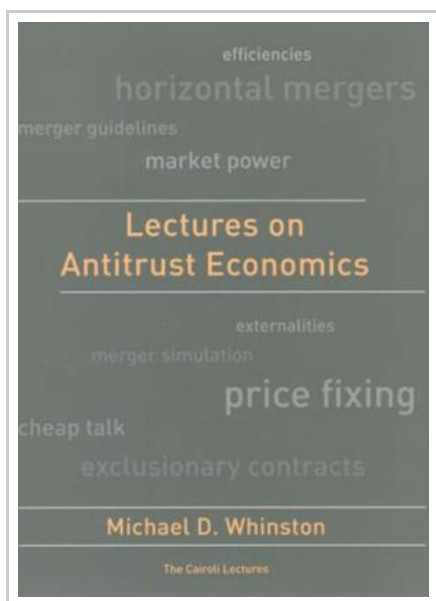 efficiencies
horizontal mergers
merger guidelines
market power
Lectures on
Antitrust Economics
externalities
merger simulation
price fixing
cheap talk
exclusionary contracts
Michael D. Whinston
The Cairoli Lectures